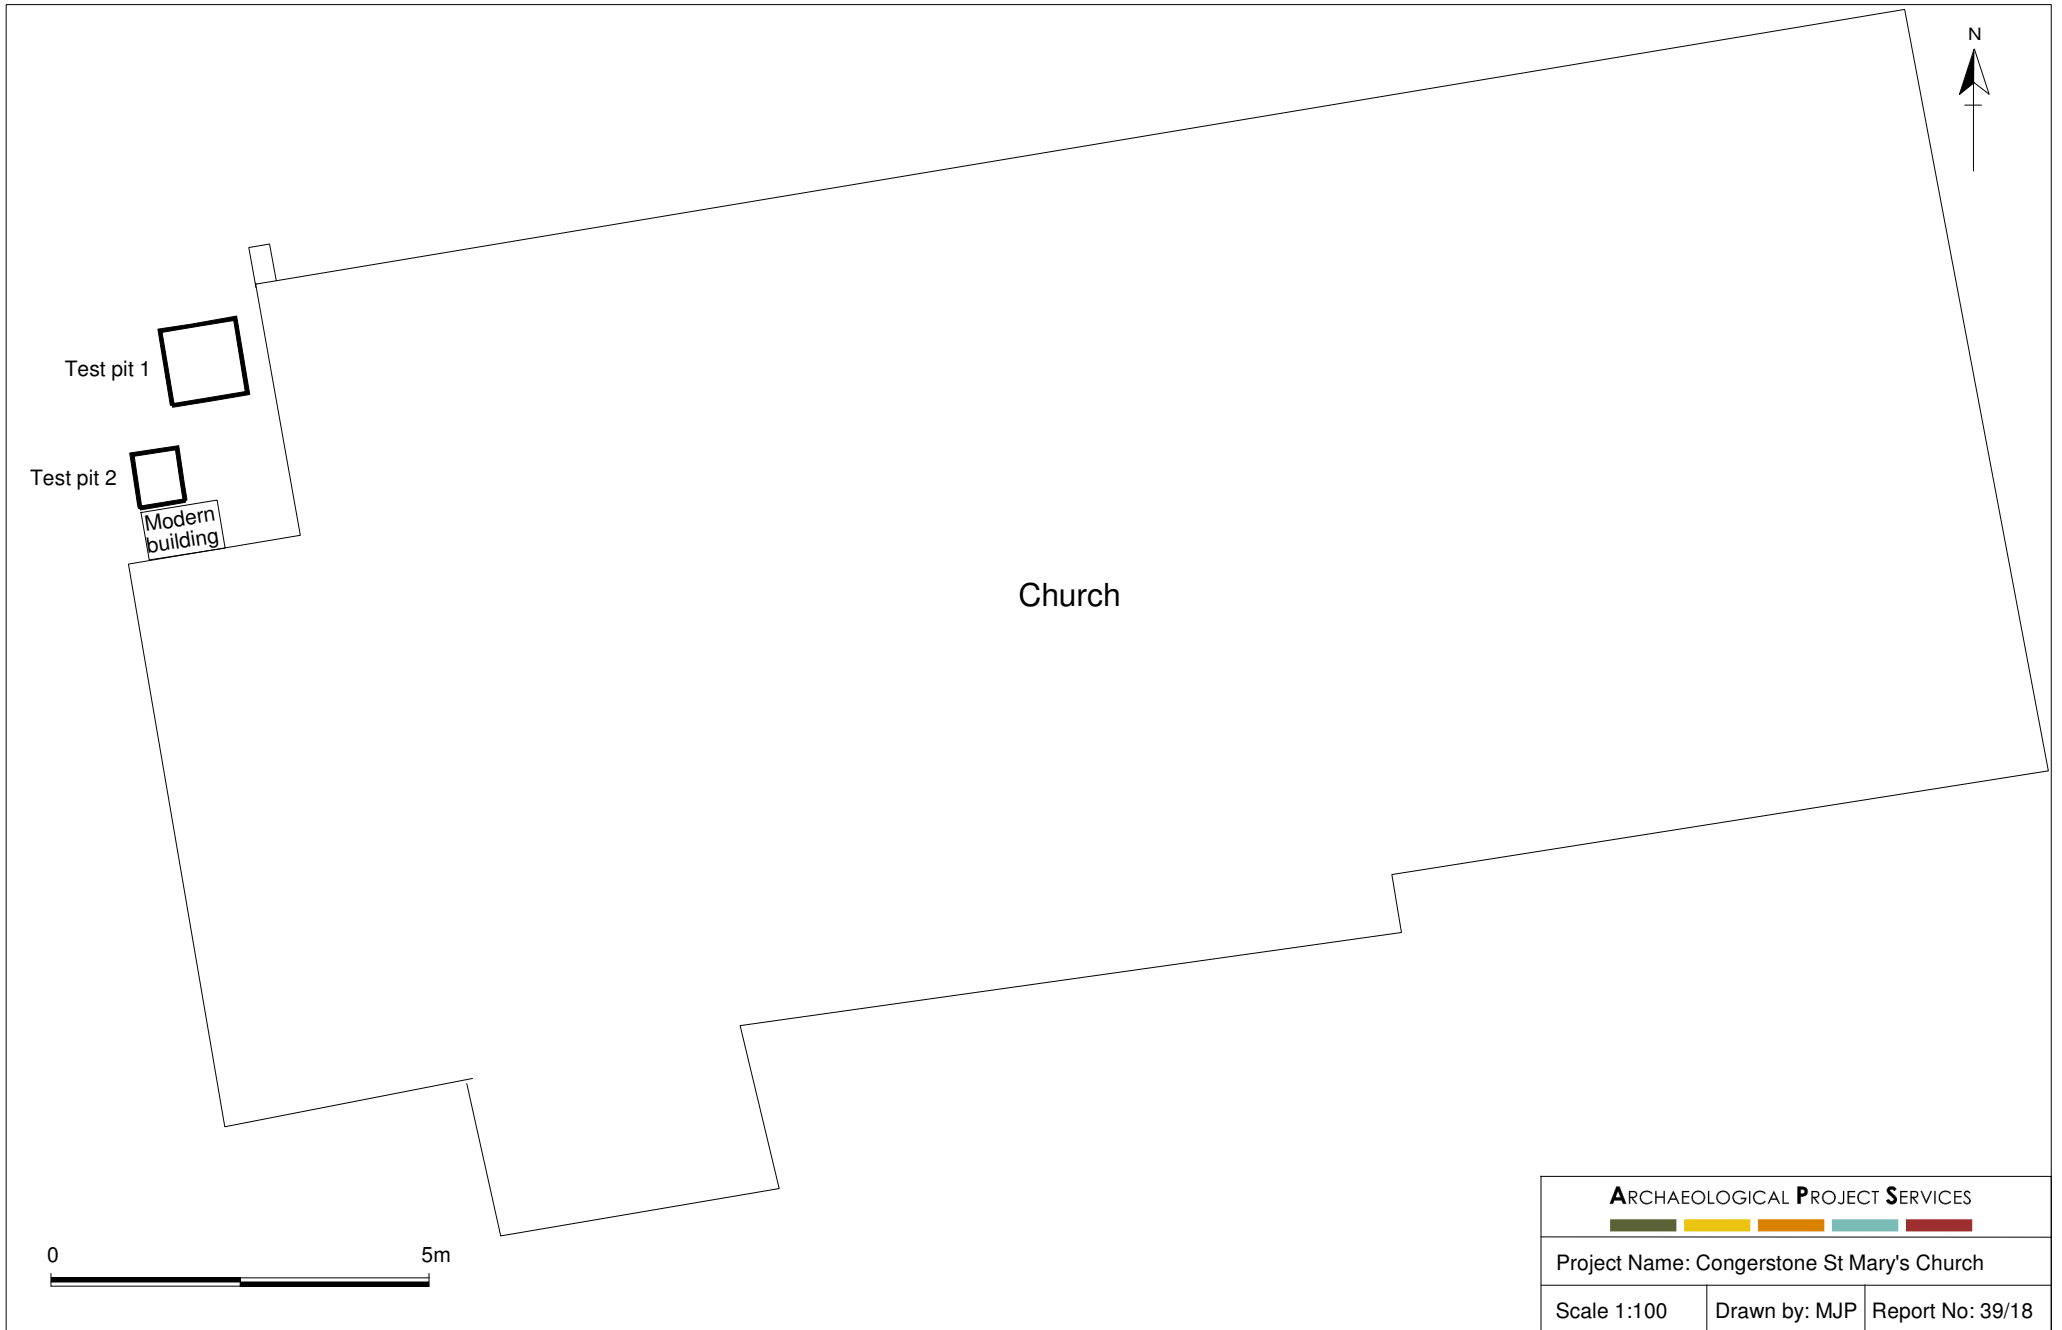 N
Test pit 1
Test pit 2
Modern
building
Church
0 5m
ARCHAEOLOGICAL PROJECT SERVICES
Project Name: Congerstone St Mary's Church
Scale 1:100 Drawn by: MJP Report No: 39/18